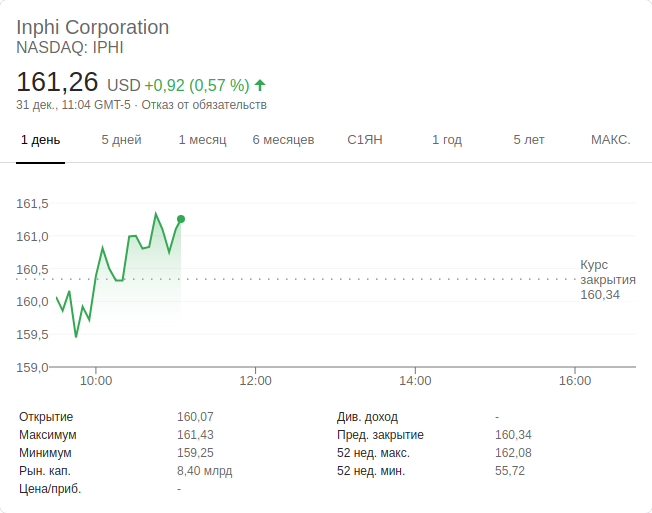 Inphi Corporation
NASDAQ: IPHI
161,26 USD +0,92 (0,57 %)
31 дек., 11:04 GMT-5 · Отказ от обязательств
1 день 5 дней 1 месяц 6 месяцев С1ЯН 1 год 5 лет МАКС.
161,5
161,0
160,5
160,0
159,5
159,0
Курс
закрытия
160,34
10:00 12:00 14:00 16:00
Открытие 160,07 Див. доход -
Максимум 161,43 Пред. закрытие 160,34
Минимум 159,25 52 нед. макс. 162,08
Рын. кап. 8,40 млрд 52 нед. мин. 55,72
Цена/приб. -